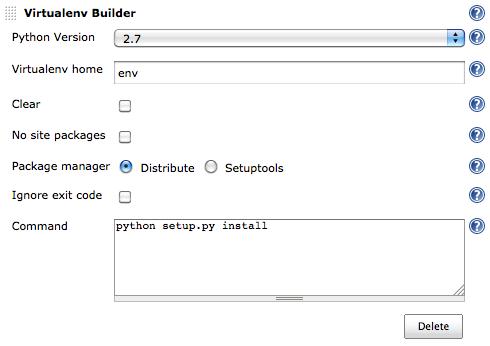 Virtualenv Builder
Python Version 2.7
Virtualenv home env
Clear
No site packages
Package manager Distribute Setuptools
Ignore exit code
Command python setup.py install
Delete